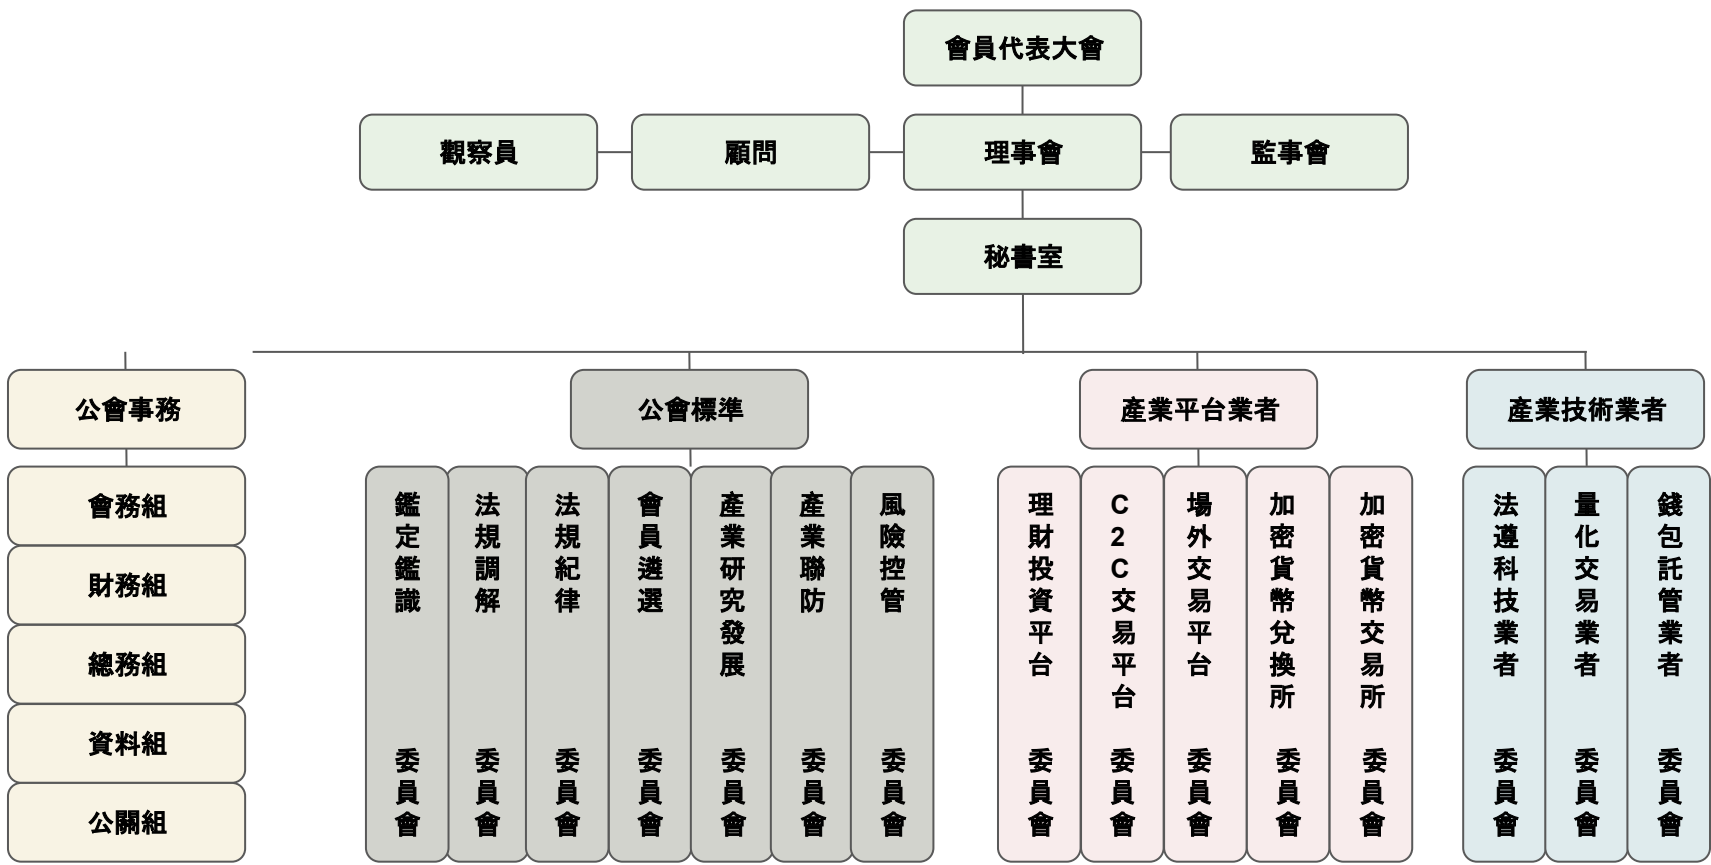 會員代表大會
觀察員
顧問
理事會
監事會
秘書室
公會事務
公會標準
產業平台業者
產業技術業者
會務組
財務組
總務組
資料組
公關組
鑑定鑑識委員會
法規調解委員會
法規紀律委員會
會員遴選委員會
產業研究發展委員會
產業聯防委員會
風險控管委員會
理財投資平台委員會
C2C交易平台委員會
場外交易平台委員會
加密貨幣兌換所委員會
加密貨幣交易所委員會
法遵科技業者委員會
量化交易業者委員會
錢包託管業者委員會